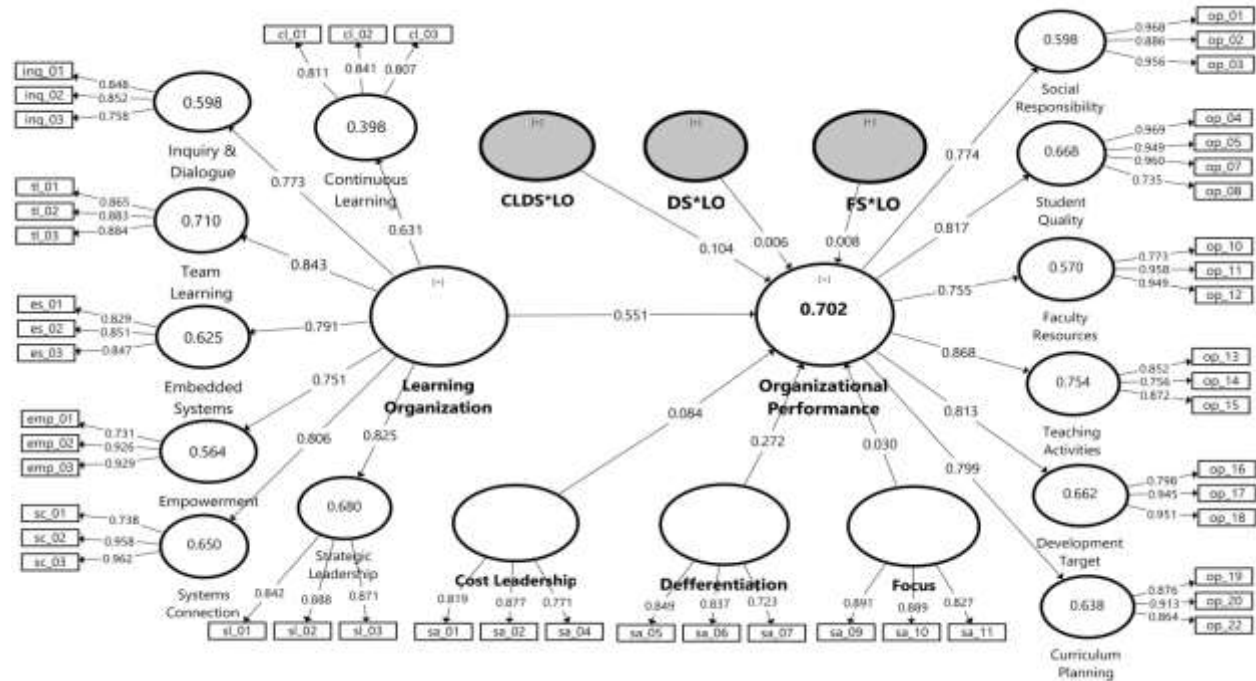 cl_01
cl_02
cl_03
0.811
0.841
0.807
0.398
Continuous
Learning
0.631
inq_01
inq_02
inq_03
0.848
0.852
0.758
0.598
Inquiry &
Dialogue
0.773
tl_01
tl_02
tl_03
0.865
0.883
0.884
0.710
Team
Learning
0.843
es_01
es_02
es_03
0.829
0.851
0.847
0.625
Embedded
Systems
0.791
emp_01
emp_02
emp_03
0.731
0.926
0.929
0.564
Empowerment
0.751
sc_01
sc_02
sc_03
0.738
0.958
0.962
0.650
Systems
Connection
0.806
0.680
Strategic
Leadership
0.825
0.842
0.888
0.871
sl_01
sl_02
sl_03
[+]
Learning
Organization
0.551
[+]
CLDS*LO
0.104
[+]
DS*LO
0.006
[+]
FS*LO
0.008
[+]
0.702
Organizational
Performance
0.084
0.272
0.030
Cost Leadership
0.819
0.877
0.771
sa_01
sa_02
sa_04
Defferentiation
0.849
0.837
0.723
sa_05
sa_06
sa_07
Focus
0.891
0.889
0.827
sa_09
sa_10
sa_11
0.774
0.598
Social
Responsibility
0.968
0.886
0.956
op_01
op_02
op_03
0.817
0.668
Student
Quality
0.969
0.949
0.960
0.735
op_04
op_05
op_07
op_08
0.755
0.570
Faculty
Resources
0.773
0.958
0.949
op_10
op_11
op_12
0.868
0.754
Teaching
Activities
0.852
0.756
0.872
op_13
op_14
op_15
0.813
0.662
Development
Target
0.798
0.945
0.951
op_16
op_17
op_18
0.799
0.638
Curriculum
Planning
0.876
0.913
0.864
op_19
op_20
op_22